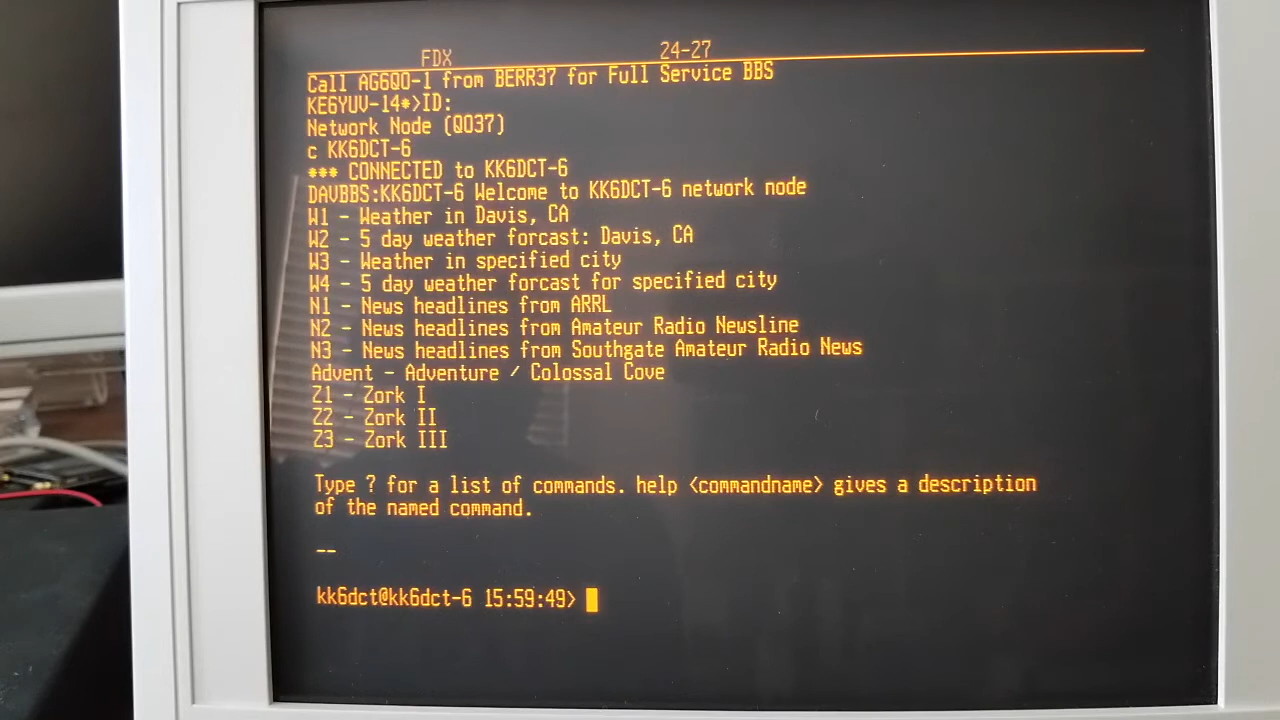 FDX 24-27
Call AG6QO-1 from BERR37 for Full Service BBS
KE6YUV-14*>ID:
Network Node (QO37)
c KK6DCT-6
*** CONNECTED to KK6DCT-6
DAVBBS:KK6DCT-6 Welcome to KK6DCT-6 network node
W1 - Weather in Davis, CA
W2 - 5 day weather forcast: Davis, CA
W3 - Weather in specified city
W4 - 5 day weather forcast for specified city
N1 - News headlines from ARRL
N2 - News headlines from Amateur Radio Newsline
N3 - News headlines from Southgate Amateur Radio News
Advent - Adventure / Colossal Cove
Z1 - Zork I
Z2 - Zork II
Z3 - Zork III
Type ? for a list of commands. help <commandname> gives a description
of the named command.
--
kk6dct@kk6dct-6 15:59:49>